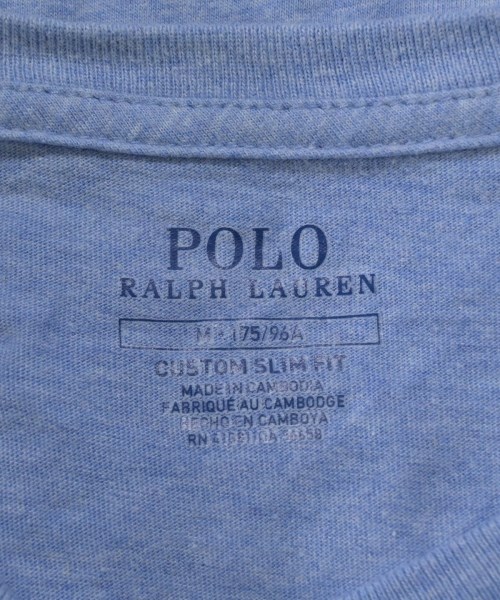 POLO
RALPH LAUREN
M • 175/96A
CUSTOM SLIM FIT
MADE IN CAMBODIA
FABRIQUÉ AU CAMBODGE
HECHO EN CAMBOYA
RN